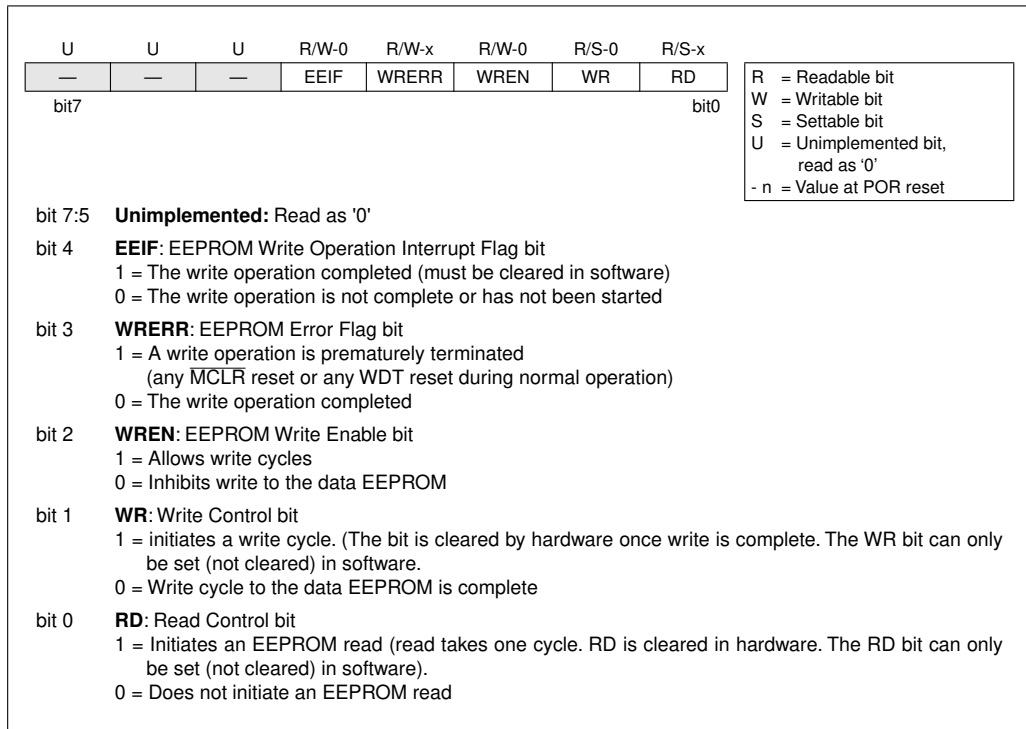 U U U R/W-0 R/W-x R/W-0 R/S-0 R/S-x
— — — EEIF WRERR WREN WR RD
bit7 bit0
R = Readable bit
W = Writable bit
S = Settable bit
U = Unimplemented bit,
read as ‘0’
- n = Value at POR reset
bit 7:5 Unimplemented: Read as '0'
bit 4 EEIF: EEPROM Write Operation Interrupt Flag bit
1 = The write operation completed (must be cleared in software)
0 = The write operation is not complete or has not been started
bit 3 WRERR: EEPROM Error Flag bit
1 = A write operation is prematurely terminated
(any MCLR reset or any WDT reset during normal operation)
0 = The write operation completed
bit 2 WREN: EEPROM Write Enable bit
1 = Allows write cycles
0 = Inhibits write to the data EEPROM
bit 1 WR: Write Control bit
1 = initiates a write cycle. (The bit is cleared by hardware once write is complete. The WR bit can only
be set (not cleared) in software.
0 = Write cycle to the data EEPROM is complete
bit 0 RD: Read Control bit
1 = Initiates an EEPROM read (read takes one cycle. RD is cleared in hardware. The RD bit can only
be set (not cleared) in software).
0 = Does not initiate an EEPROM read